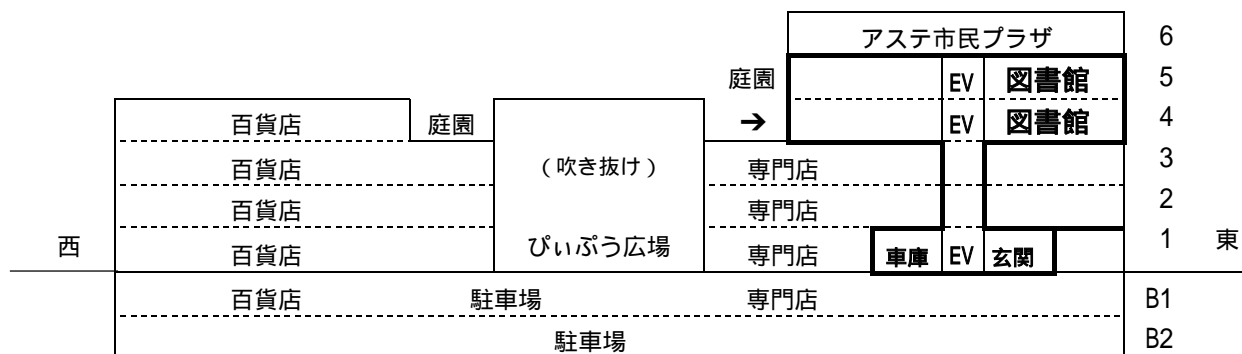 アステ市民プラザ 6
庭園 EV 図書館 5
百貨店 庭園 ➔ EV 図書館 4
百貨店 (吹き抜け) 専門店 3
百貨店 専門店 2
西 百貨店 ぴぃぷう広場 専門店 車庫 EV 玄関 1 東
百貨店 駐車場 専門店 B1
駐車場 B2